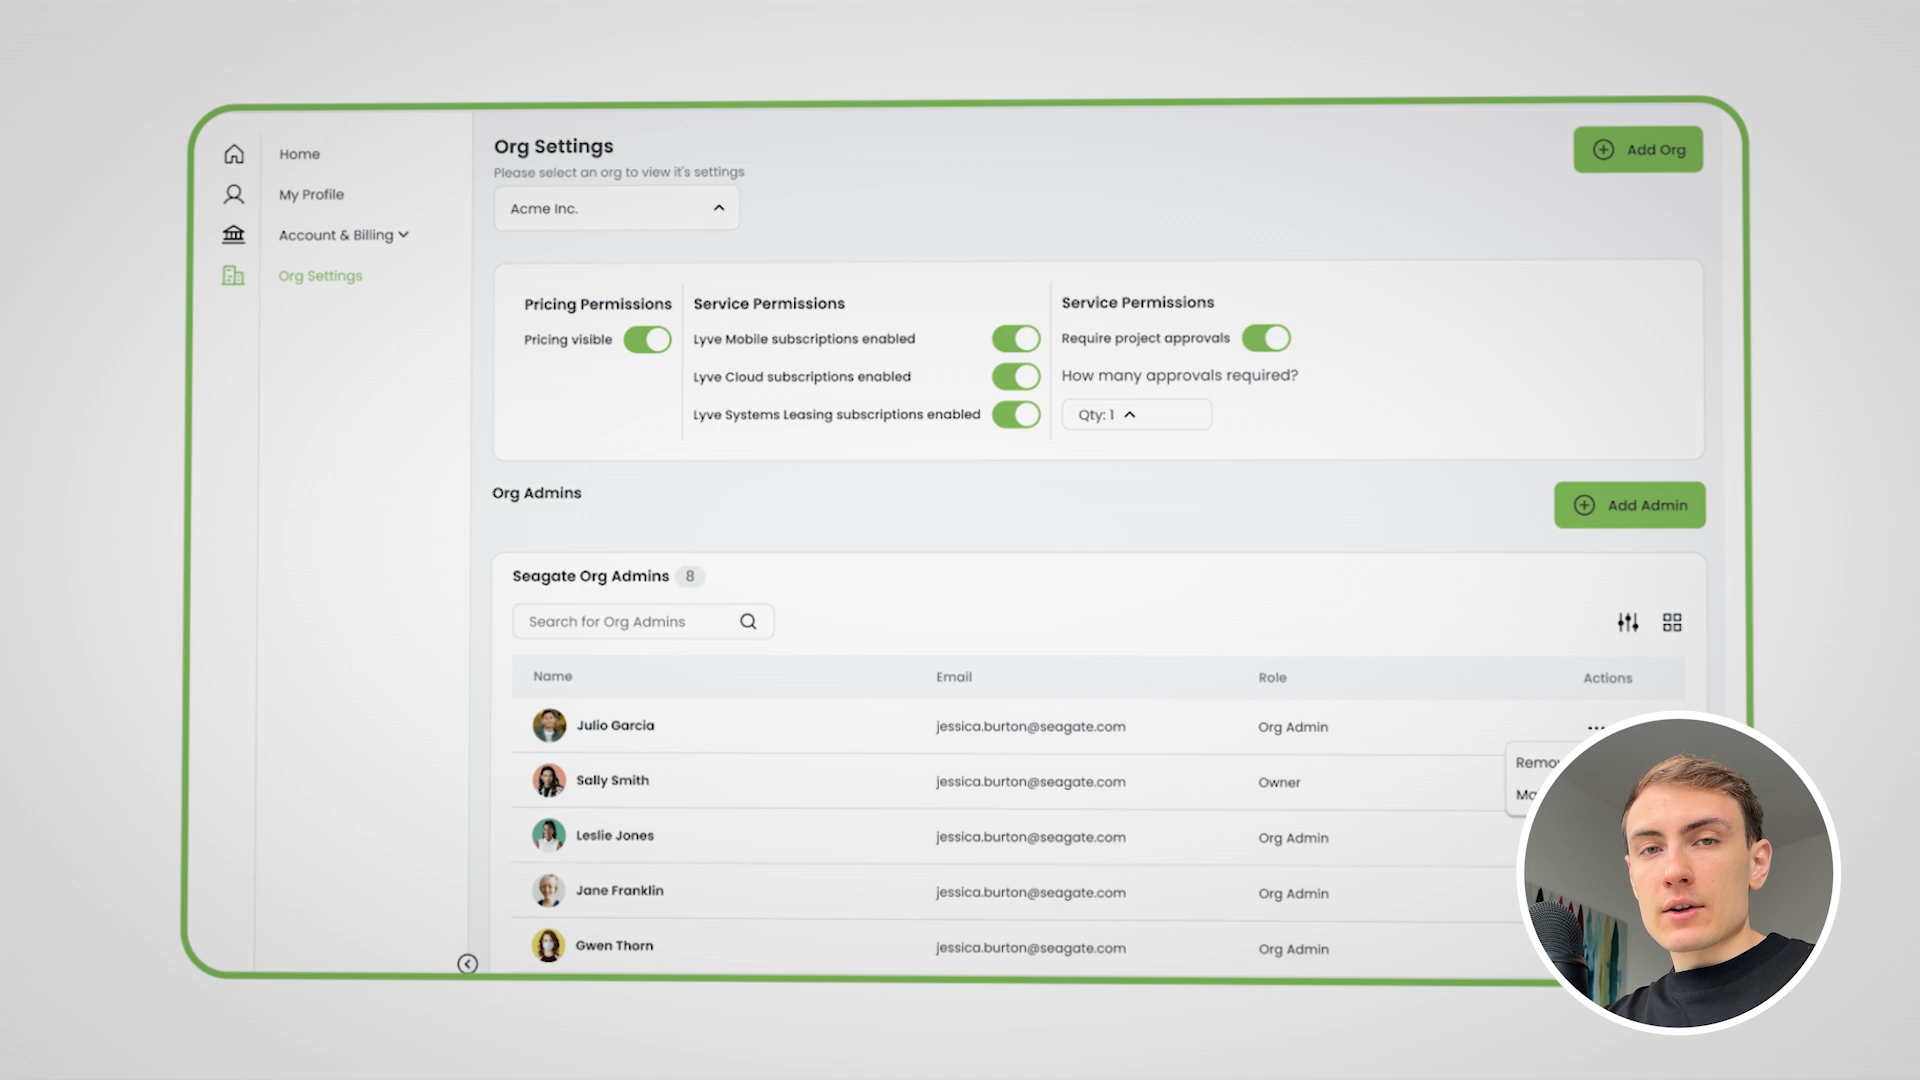 Home
My Profile
Account & Billing
Org Settings
Org Settings
Please select an org to view it's settings
Acme Inc.
Add Org
Pricing Permissions
Pricing visible
Service Permissions
Lyve Mobile subscriptions enabled
Lyve Cloud subscriptions enabled
Lyve Systems Leasing subscriptions enabled
Service Permissions
Require project approvals
How many approvals required?
Qty: 1
Org Admins
Add Admin
Seagate Org Admins 8
Search for Org Admins
Name Email Role Actions
Julio Garcia jessica.burton@seagate.com Org Admin
Sally Smith jessica.burton@seagate.com Owner
Leslie Jones jessica.burton@seagate.com Org Admin
Jane Franklin jessica.burton@seagate.com Org Admin
Gwen Thorn jessica.burton@seagate.com Org Admin